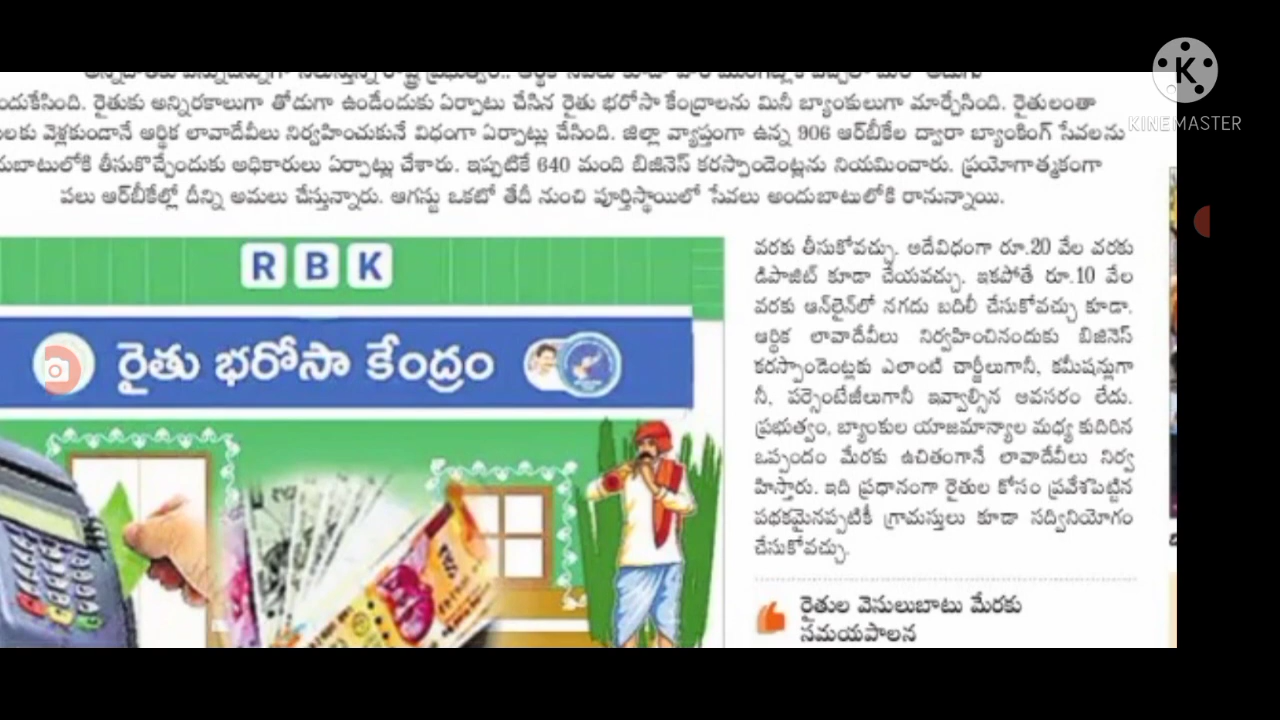 KINEMASTER
దుకేసింది. రైతుకు అన్నిరకాలుగా తోడుగా ఉండేందుకు ఏర్పాటు చేసిన రైతు భరోసా కేంద్రాలను మినీ బ్యాంకులుగా మార్చేసింది. రైతులంతా
లకు వెళ్లకుండానే ఆర్థిక లావాదేవీలు నిర్వహించుకునే విధంగా ఏర్పాట్లు చేసింది. జిల్లా వ్యాప్తంగా ఉన్న 906 ఆర్‌బీకేల ద్వారా బ్యాంకింగ్ సేవలను
దుబాటులోకి తీసుకొచ్చేందుకు అధికారులు ఏర్పాట్లు చేశారు. ఇప్పటికే 640 మంది బిజినెస్ కరస్పాండెంట్లను నియమించారు. ప్రయోగాత్మకంగా
పలు ఆర్‌బీకేల్లో దీన్ని అమలు చేస్తున్నారు. ఆగస్టు ఒకటో తేదీ నుంచి పూర్తిస్థాయిలో సేవలు అందుబాటులోకి రానున్నాయి.
RBK
రైతు భరోసా కేంద్రం
వరకు తీసుకోవచ్చు. అదేవిధంగా రూ.20 వేల వరకు
డిపాజిట్ కూడా చేయవచ్చు. ఇకపోతే రూ.10 వేల
వరకు ఆన్‌లైన్‌లో నగదు బదిలీ చేసుకోవచ్చు కూడా.
ఆర్థిక లావాదేవీలు నిర్వహించినందుకు బిజినెస్
కరస్పాండెంట్లకు ఎలాంటి చార్జీలుగానీ, కమీషన్లుగా
నీ, పర్సెంటేజీలుగానీ ఇవ్వాల్సిన అవసరం లేదు.
ప్రభుత్వం, బ్యాంకుల యాజమాన్యాల మధ్య కుదిరిన
ఒప్పందం మేరకు ఉచితంగానే లావాదేవీలు నిర్వ
హిస్తారు. ఇది ప్రధానంగా రైతుల కోసం ప్రవేశపెట్టిన
పథకమైనప్పటికీ గ్రామస్తులు కూడా సద్వినియోగం
చేసుకోవచ్చు.
రైతుల వెసులుబాటు మేరకు
సమయపాలన